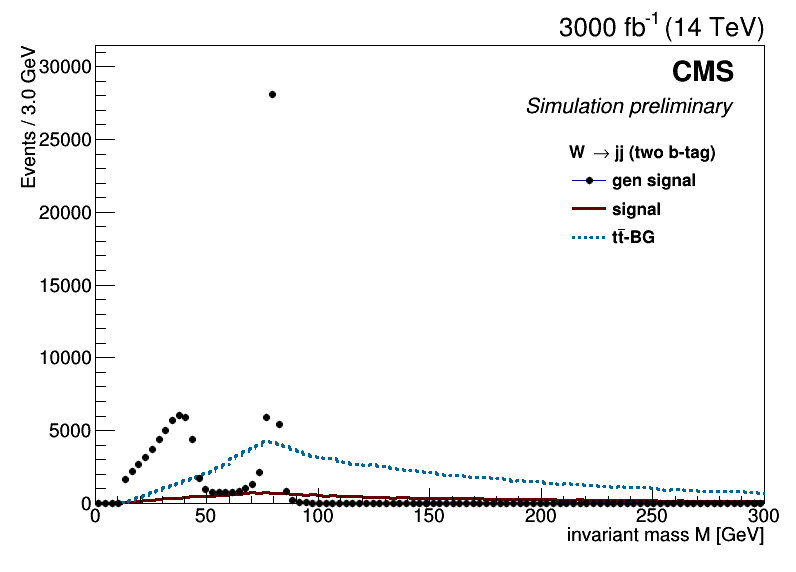 3000 fb⁻¹ (14 TeV)
Events / 3.0 GeV
30000
25000
20000
15000
10000
5000
0
CMS
Simulation preliminary
W → jj (two b-tag)
gen signal
signal
tt̄-BG
0 50 100 150 200 250 300
invariant mass M [GeV]